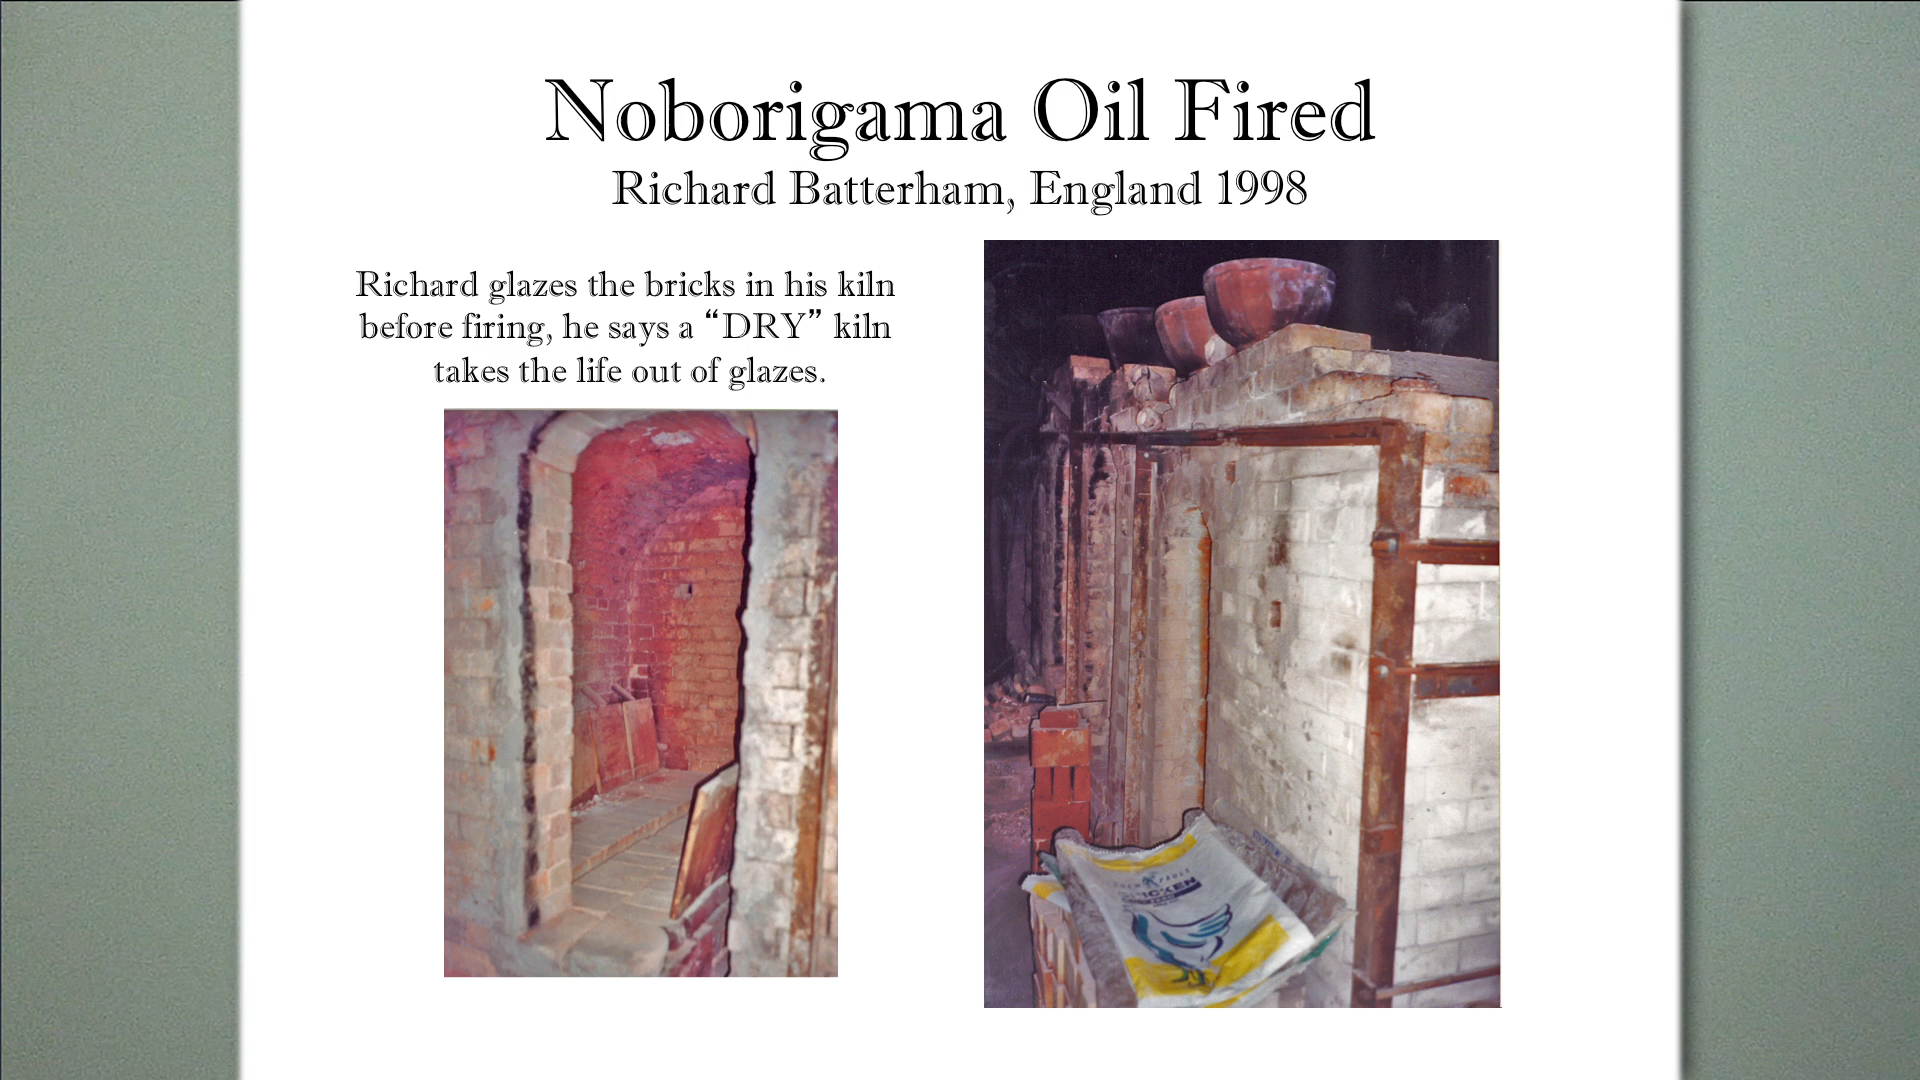 Noborigama Oil Fired
Richard Batterham, England 1998
Richard glazes the bricks in his kiln
before firing, he says a “DRY” kiln
takes the life out of glazes.